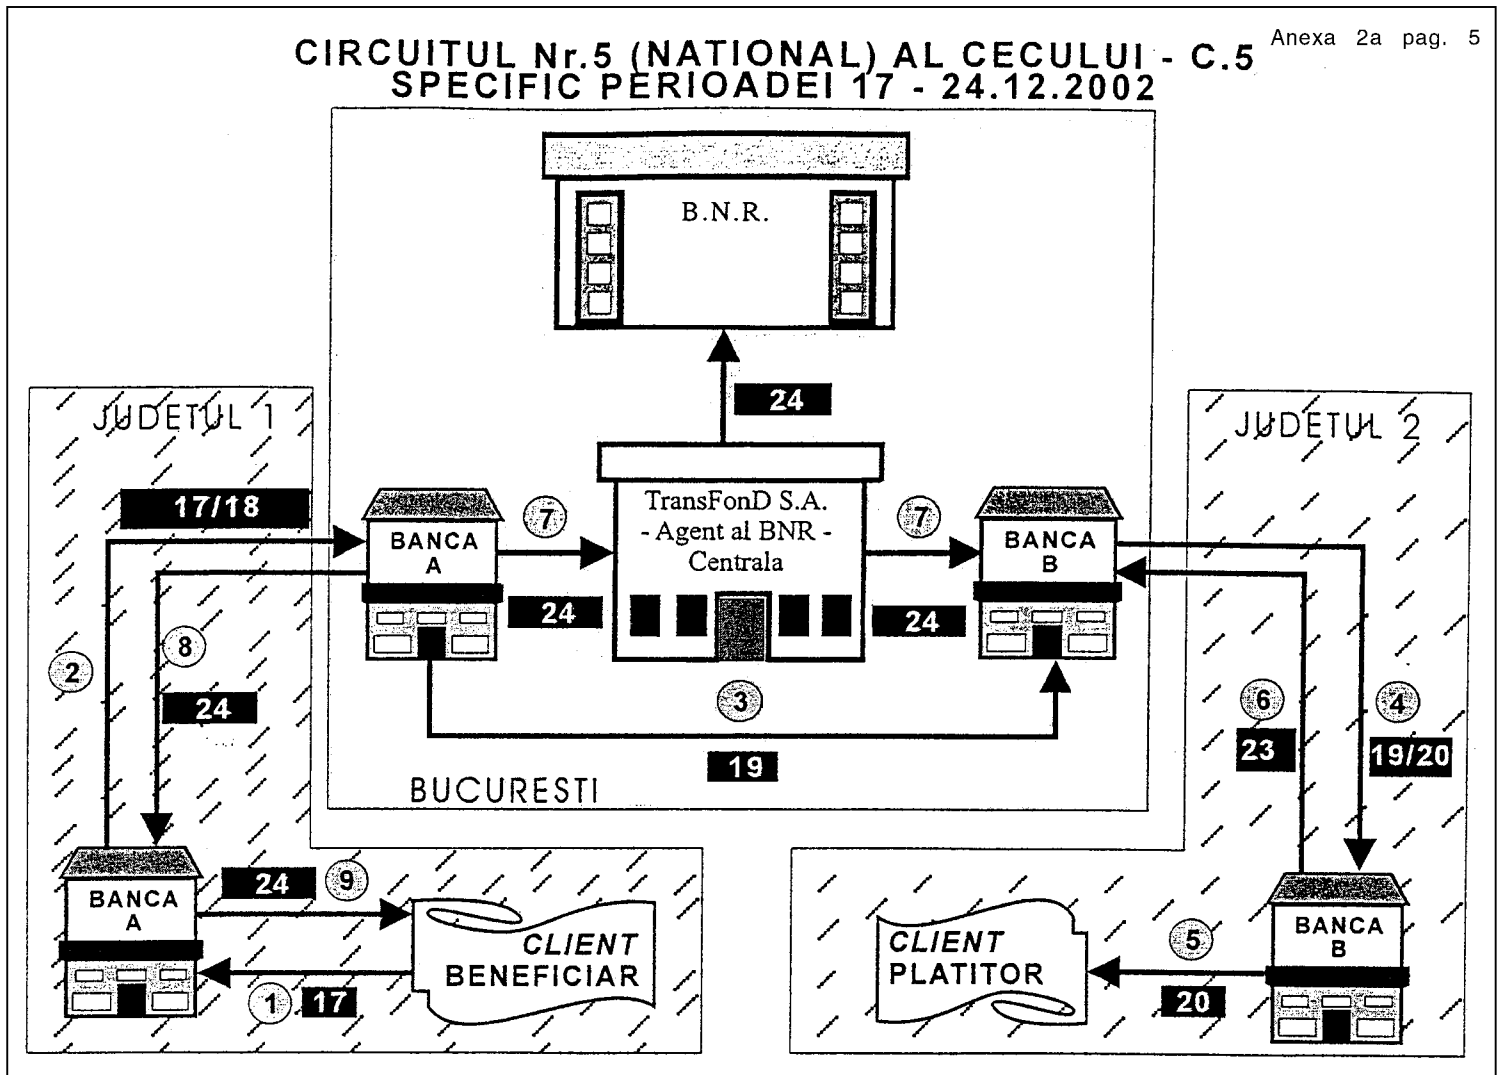 Anexa 2a pag. 5
CIRCUITUL Nr.5 (NATIONAL) AL CECULUI - C.5
SPECIFIC PERIOADEI 17 - 24.12.2002
B.N.R.
24
JUDETUL 1
JUDETUL 2
17/18
TransFonD S.A.
- Agent al BNR -
Centrala
BANCA
A
7
7
BANCA
B
24
24
2
8
24
3
19
6
23
4
19/20
BUCURESTI
BANCA
A
24 9
CLIENT
BENEFICIAR
1 17
CLIENT
PLATITOR
5
20
BANCA
B